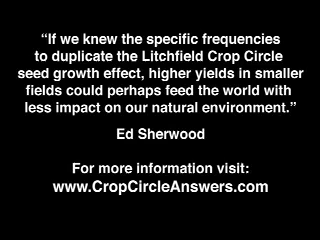 “If we knew the specific frequencies
to duplicate the Litchfield Crop Circle
seed growth effect, higher yields in smaller
fields could perhaps feed the world with
less impact on our natural environment.”
Ed Sherwood
For more information visit:
www.CropCircleAnswers.com